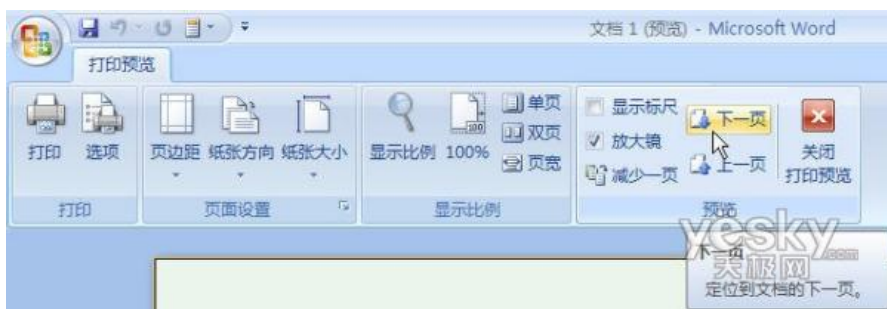 文档 1 (预览) - Microsoft Word
打印预览
打印
选项
页边距
纸张方向
纸张大小
显示比例
100%
单页
双页
页宽
显示标尺
放大镜
减少一页
下一页
上一页
关闭
打印预览
打印
页面设置
显示比例
预览
yesky
天极网
.com
下一页
定位到文档的下一页。